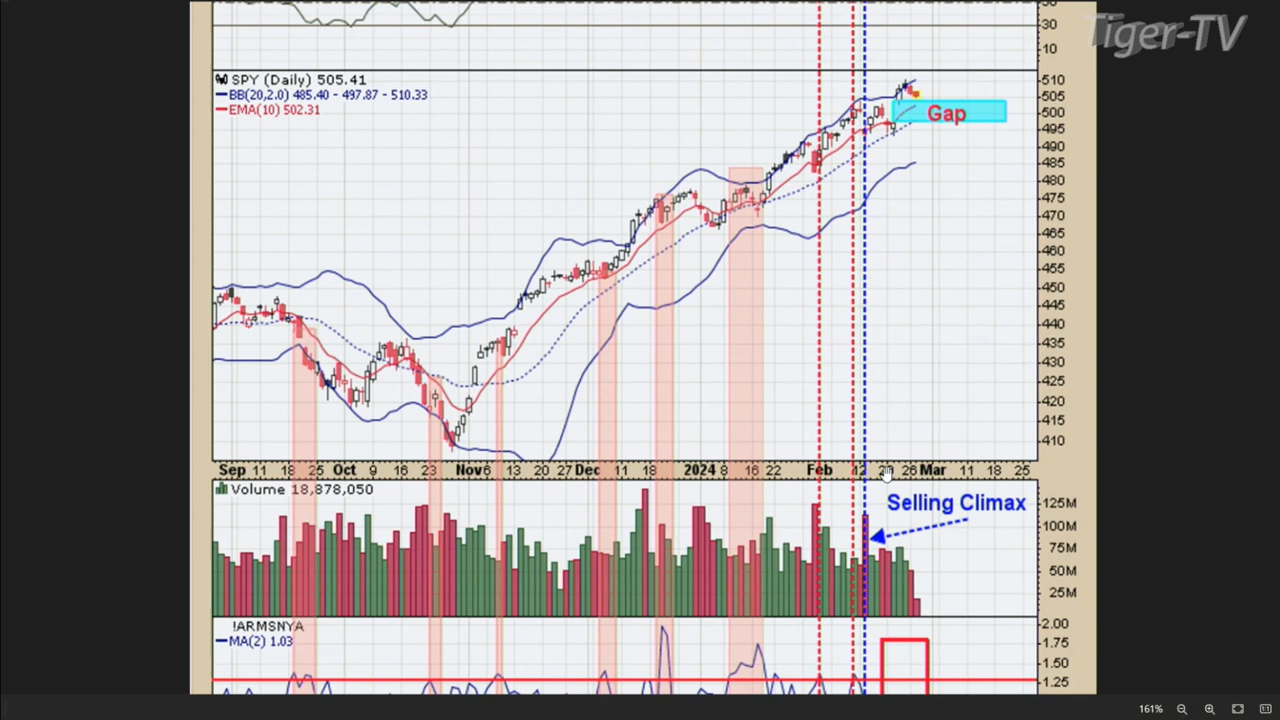 30
30
10
Tiger-TV
SPY (Daily) 505.41
BB(20,2.0) 485.40 - 497.87 - 510.33
EMA(10) 502.31
510
505
500
495
490
485
480
475
470
465
460
455
450
445
440
435
430
425
420
415
410
Gap
Sep 11 18 25 Oct 9 16 23 Nov 6 13 20 27 Dec 11 18 2024 8 16 22 Feb 12 20 26 Mar 11 18 25
Volume 18,878,050
125M
100M
75M
50M
25M
Selling Climax
!ARMSNYA
MA(2) 1.03
2.00
1.75
1.50
1.25
161%